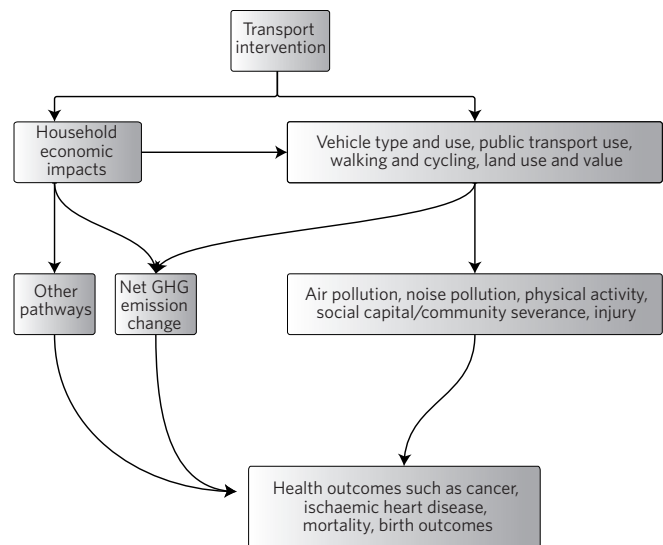 Transport
intervention
Household
economic
impacts
Vehicle type and use, public transport use,
walking and cycling, land use and value
Other
pathways
Net GHG
emission
change
Air pollution, noise pollution, physical activity,
social capital/community severance, injury
Health outcomes such as cancer,
ischaemic heart disease,
mortality, birth outcomes